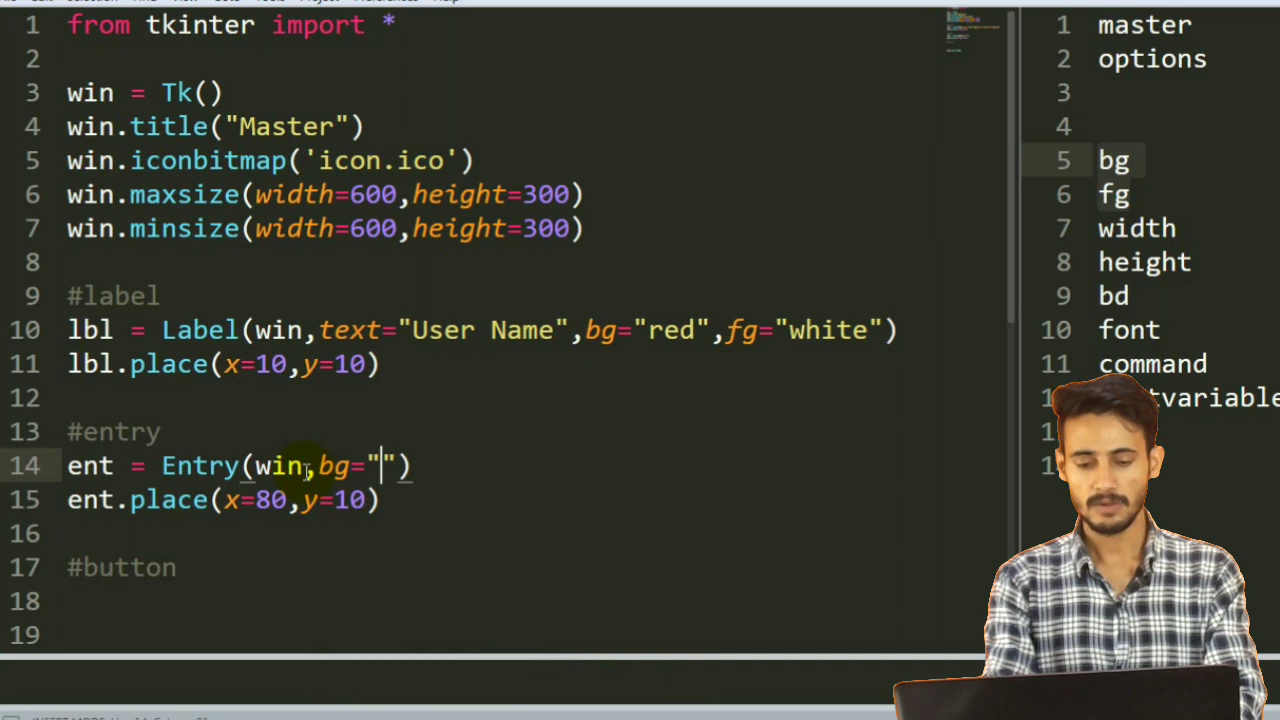 1 from tkinter import *
2
3 win = Tk()
4 win.title("Master")
5 win.iconbitmap('icon.ico')
6 win.maxsize(width=600,height=300)
7 win.minsize(width=600,height=300)
8
9 #label
10 lbl = Label(win,text="User Name",bg="red",fg="white")
11 lbl.place(x=10,y=10)
12
13 #entry
14 ent = Entry(win,bg="")
15 ent.place(x=80,y=10)
16
17 #button
18
19
1 master
2 options
3
4
5 bg
6 fg
7 width
8 height
9 bd
10 font
11 command